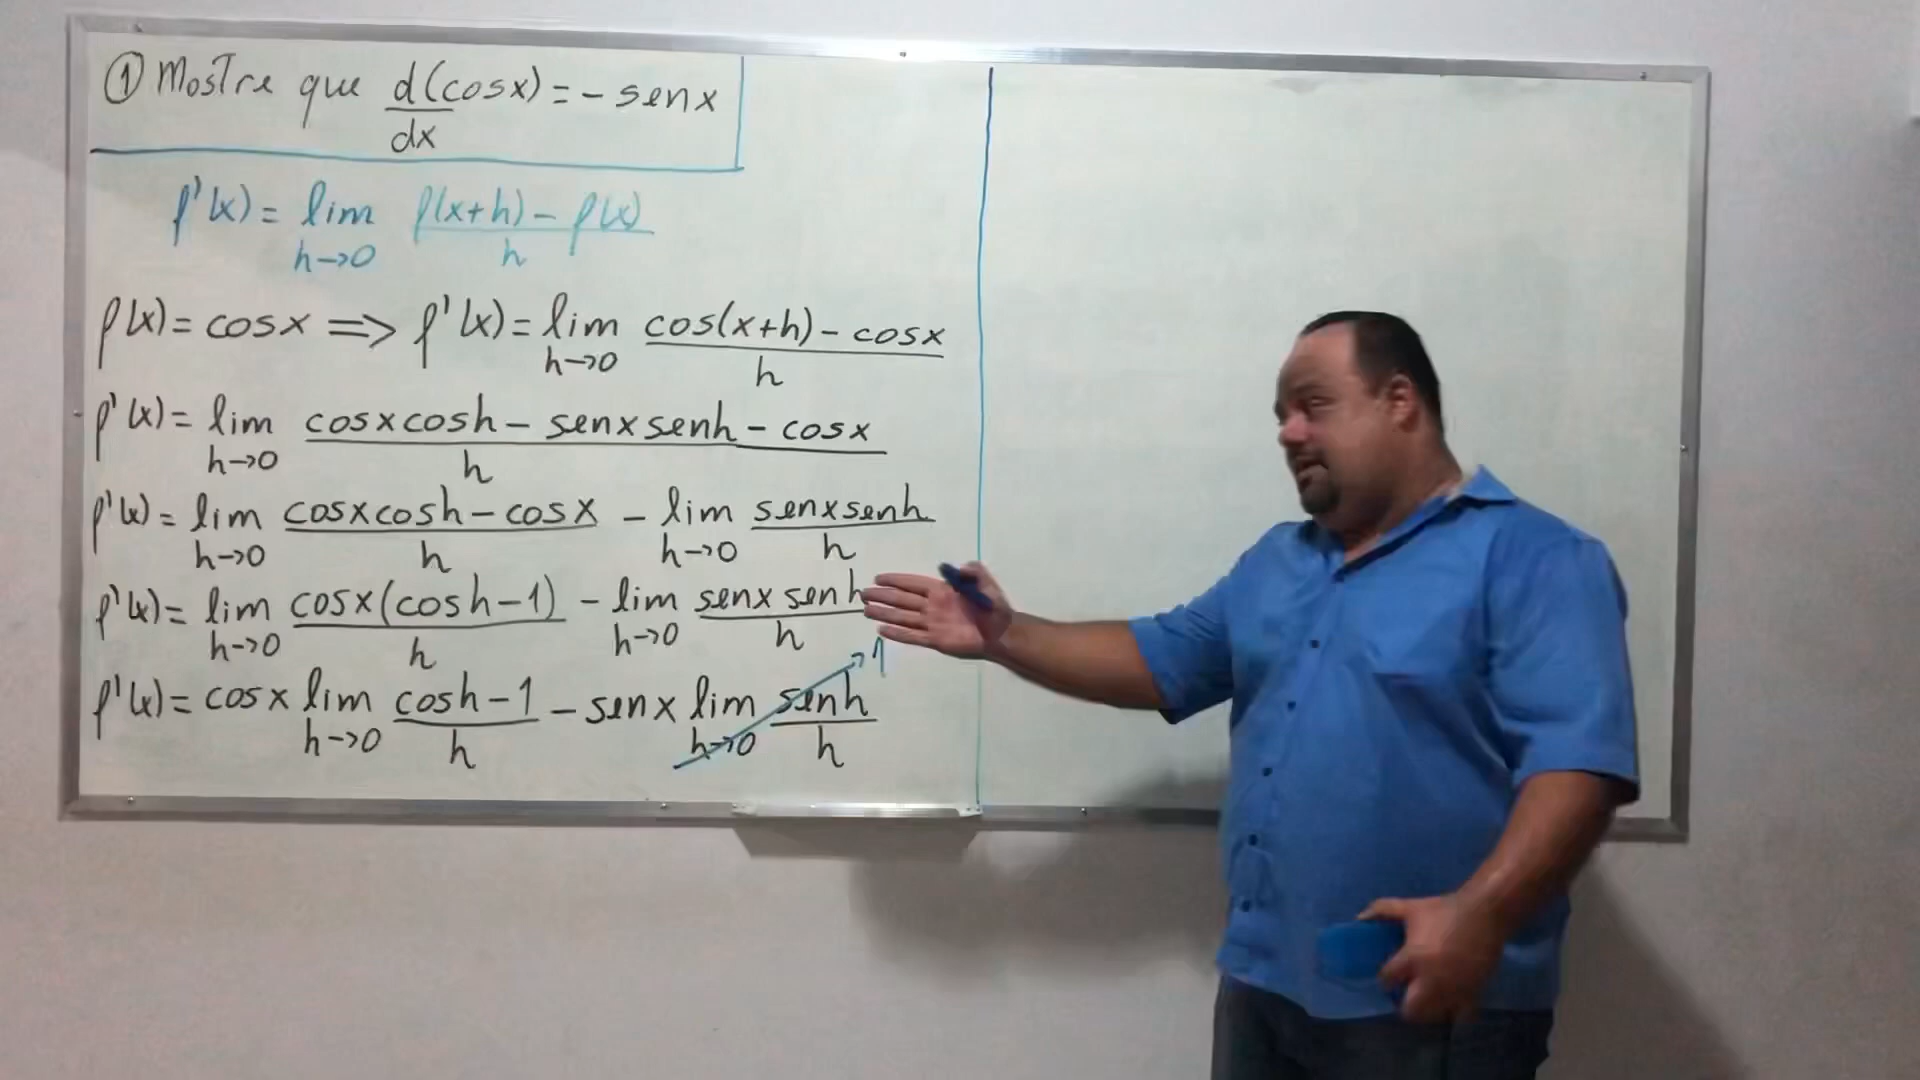 ① Mostre que d(cosx)/dx = - senx
f'(x) = lim h→0 f(x+h) - f(x)/h
f(x) = cosx ⟹ f'(x) = lim h→0 cos(x+h) - cosx/h
f'(x) = lim h→0 cosxcosh - senxsenh - cosx/h
f'(x) = lim h→0 cosxcosh - cosx/h - lim h→0 senxsenh/h
f'(x) = lim h→0 cosx(cosh-1)/h - lim h→0 senx senh/h
f'(x) = cosx lim h→0 cosh-1/h - senx lim h→0 senh/h → 1